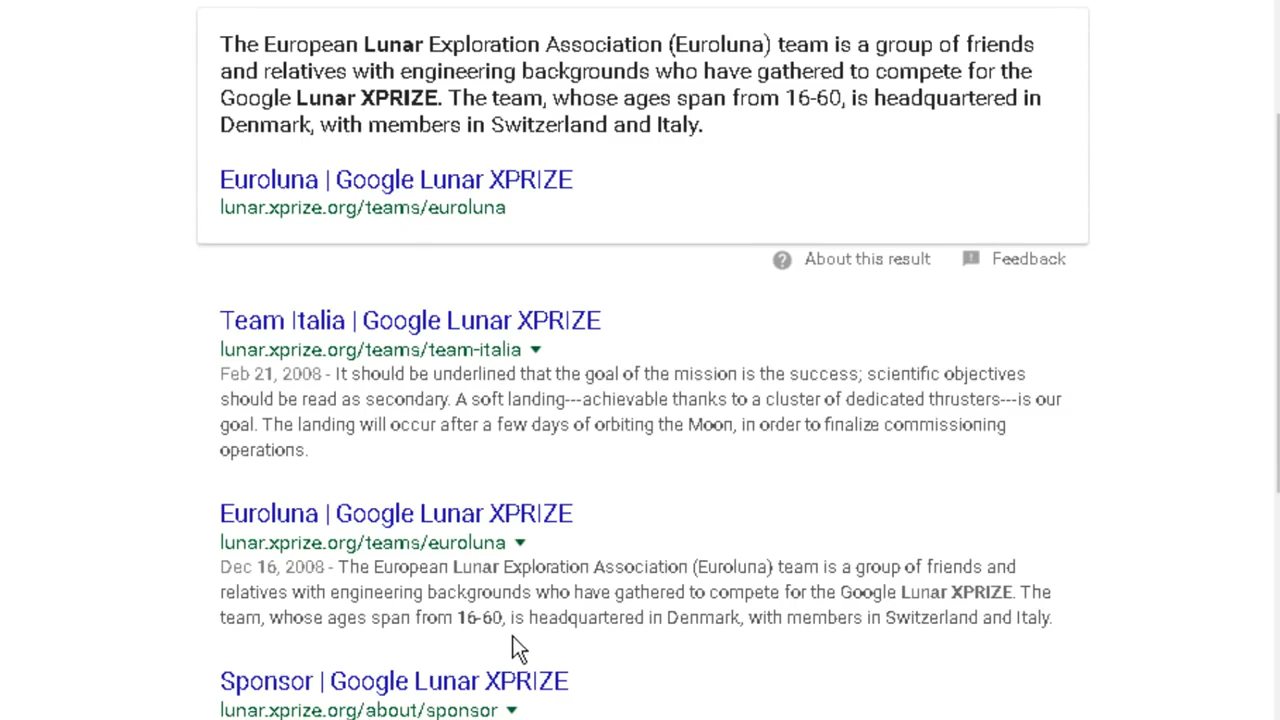 The European Lunar Exploration Association (Euroluna) team is a group of friends
and relatives with engineering backgrounds who have gathered to compete for the
Google Lunar XPRIZE. The team, whose ages span from 16-60, is headquartered in
Denmark, with members in Switzerland and Italy.
Euroluna | Google Lunar XPRIZE
lunar.xprize.org/teams/euroluna
About this result Feedback
Team Italia | Google Lunar XPRIZE
lunar.xprize.org/teams/team-italia
Feb 21, 2008 - It should be underlined that the goal of the mission is the success; scientific objectives
should be read as secondary. A soft landing---achievable thanks to a cluster of dedicated thrusters---is our
goal. The landing will occur after a few days of orbiting the Moon, in order to finalize commissioning
operations.
Euroluna | Google Lunar XPRIZE
lunar.xprize.org/teams/euroluna
Dec 16, 2008 - The European Lunar Exploration Association (Euroluna) team is a group of friends and
relatives with engineering backgrounds who have gathered to compete for the Google Lunar XPRIZE. The
team, whose ages span from 16-60, is headquartered in Denmark, with members in Switzerland and Italy.
Sponsor | Google Lunar XPRIZE
lunar.xprize.org/about/sponsor